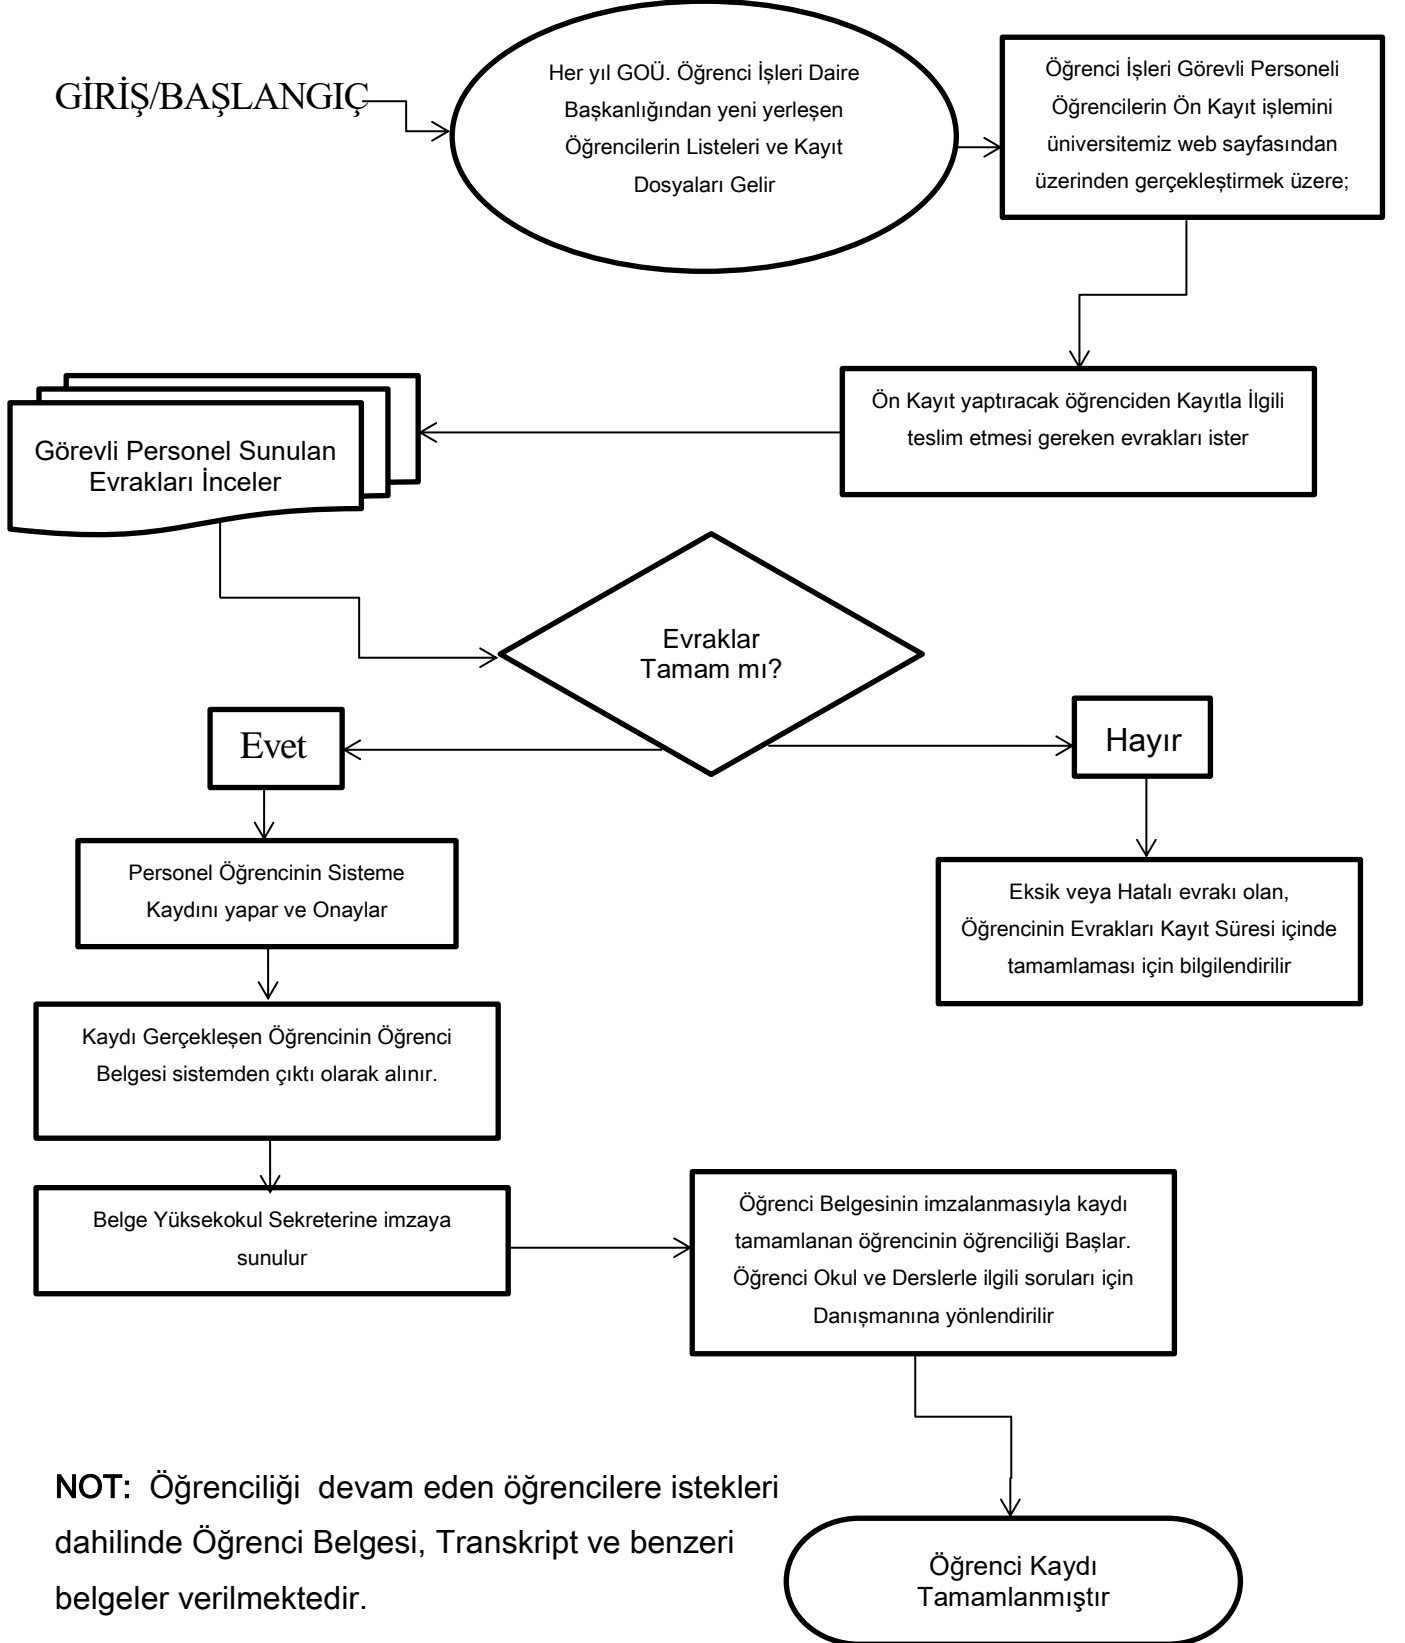 GİRİŞ/BAŞLANGIÇ
Her yıl GOÜ. Öğrenci İşleri Daire
Başkanlığından yeni yerleşen
Öğrencilerin Listeleri ve Kayıt
Dosyaları Gelir
Öğrenci İşleri Görevli Personeli
Öğrencilerin Ön Kayıt işlemini
üniversitemiz web sayfasından
üzerinden gerçekleştirmek üzere;
Ön Kayıt yaptıracak öğrenciden Kayıtla İlgili
teslim etmesi gereken evrakları ister
Görevli Personel Sunulan
Evrakları İnceler
Evraklar
Tamam mı?
Evet
Hayır
Personel Öğrencinin Sisteme
Kaydını yapar ve Onaylar
Eksik veya Hatalı evrakı olan,
Öğrencinin Evrakları Kayıt Süresi içinde
tamamlaması için bilgilendirilir
Kaydı Gerçekleşen Öğrencinin Öğrenci
Belgesi sistemden çıktı olarak alınır.
Belge Yüksekokul Sekreterine imzaya
sunulur
Öğrenci Belgesinin imzalanmasıyla kaydı
tamamlanan öğrencinin öğrenciliği Başlar.
Öğrenci Okul ve Derslerle ilgili soruları için
Danışmanına yönlendirilir
NOT: Öğrenciliği devam eden öğrencilere istekleri
dahilinde Öğrenci Belgesi, Transkript ve benzeri
belgeler verilmektedir.
Öğrenci Kaydı
Tamamlanmıştır